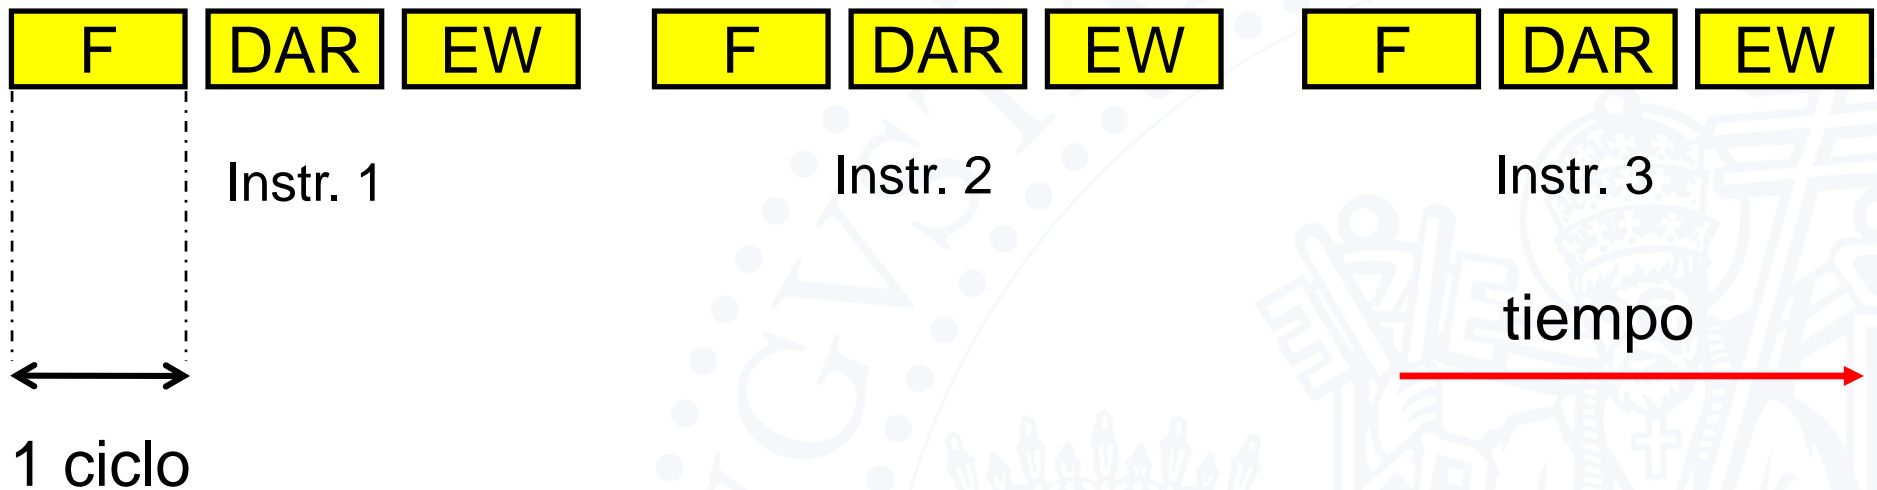 F DAR EW F DAR EW F DAR EW
Instr. 1 Instr. 2 Instr. 3
tiempo
1 ciclo